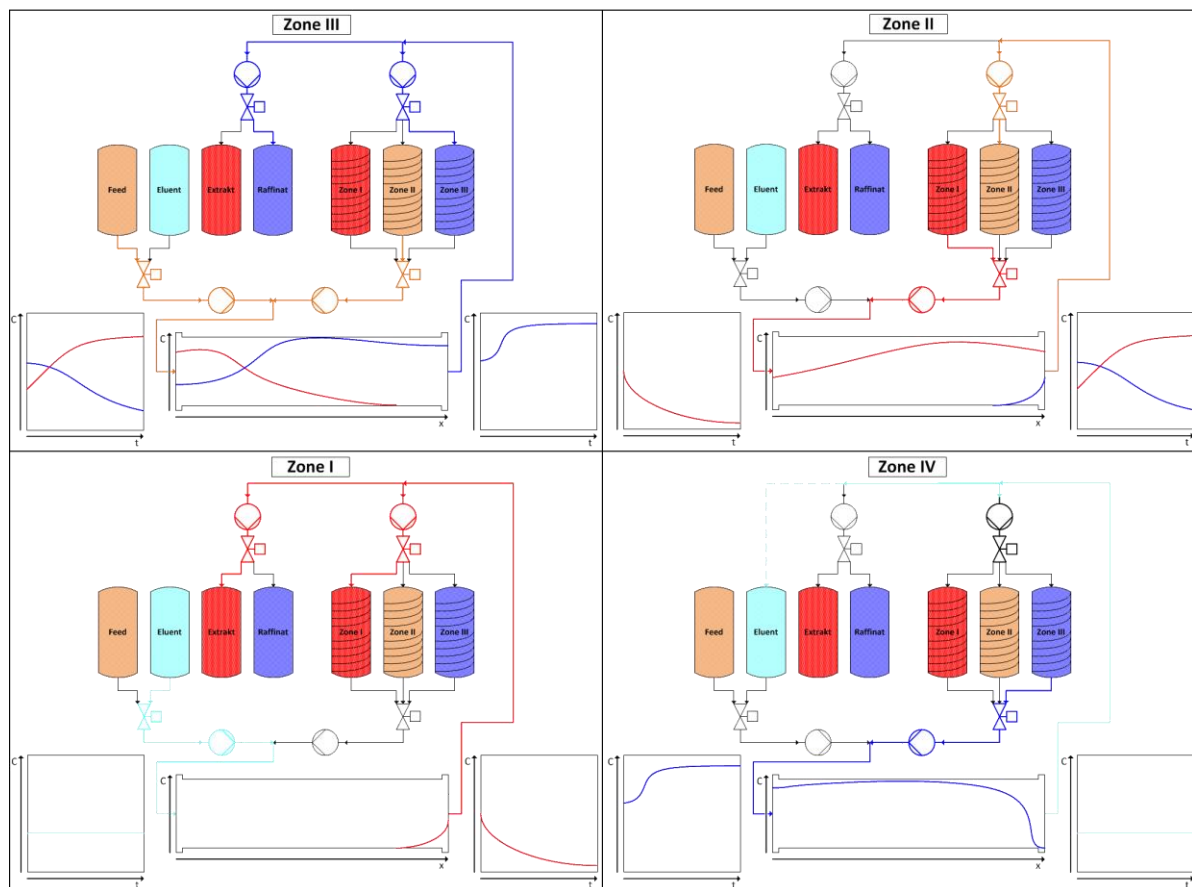 Zone III
Feed
Eluent
Extrakt
Raffinat
Zone I
Zone II
Zone III
C
t
C
x
C
t
Zone II
Feed
Eluent
Extrakt
Raffinat
Zone I
Zone II
Zone III
C
t
C
x
C
t
Zone I
Feed
Eluent
Extrakt
Raffinat
Zone I
Zone II
Zone III
C
t
C
x
C
t
Zone IV
Feed
Eluent
Extrakt
Raffinat
Zone I
Zone II
Zone III
C
t
C
x
C
t